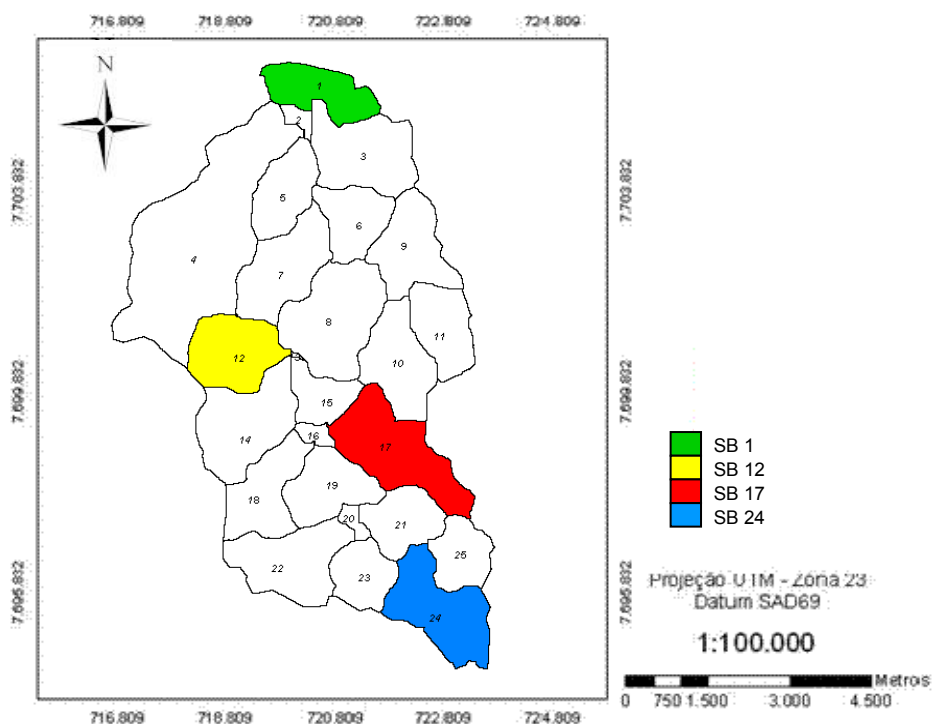 716.809 718.809 720.809 722.809 724.809
N
1
2
3
7.703.832 7.703.832
5
6
9
4
7
8
11
12
10
7.699.832 7.699.832
15
14
16
17
SB 1
19
SB 12
18
SB 17
20
21
SB 24
25
22
23
7.695.832 7.695.832
Projeção UTM - Zona 23
Datum SAD69
24
1:100.000
Metros
0 750 1.500 3.000 4.500
716.809 718.809 720.809 722.809 724.809